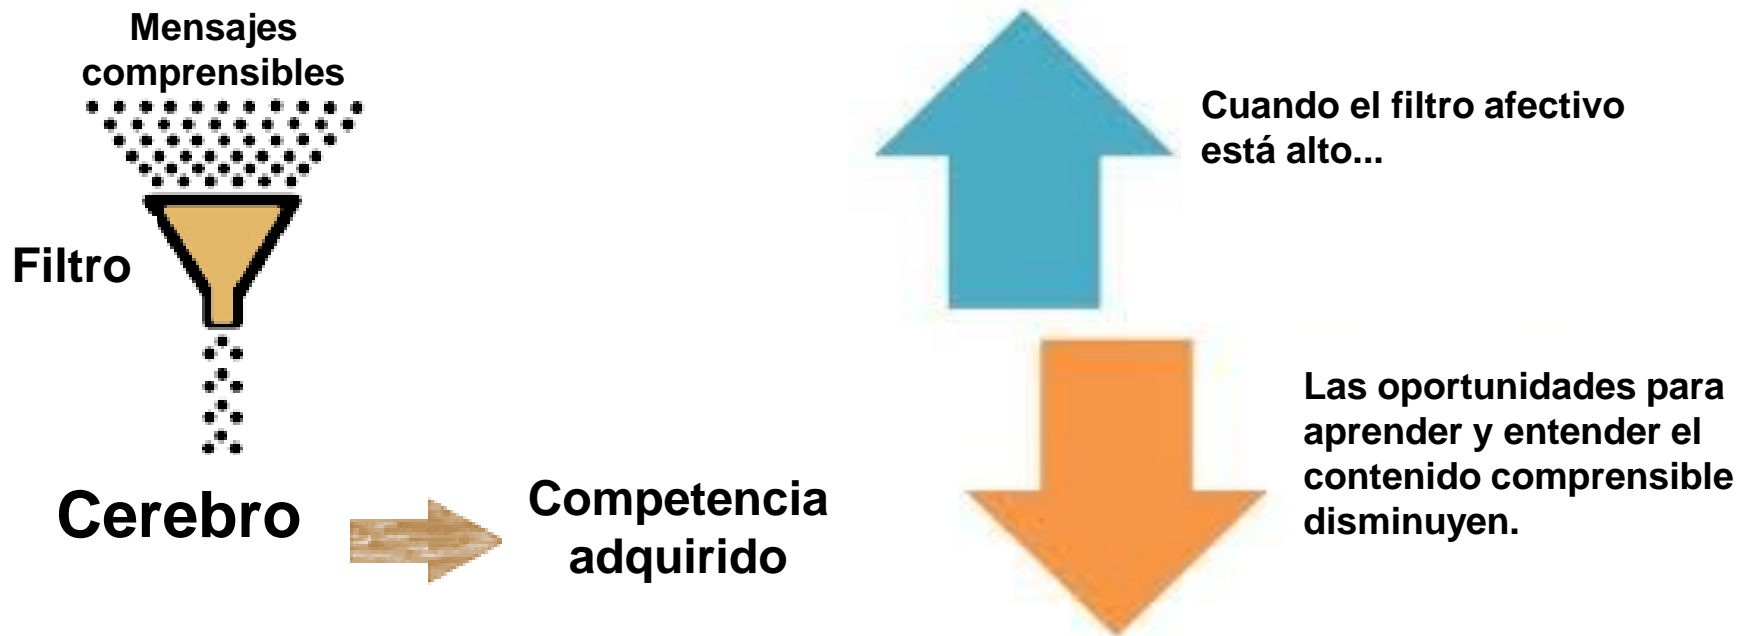 Mensajes
comprensibles
Filtro
Cerebro
Competencia
adquirido
Cuando el filtro afectivo
está alto...
Las oportunidades para
aprender y entender el
contenido comprensible
disminuyen.